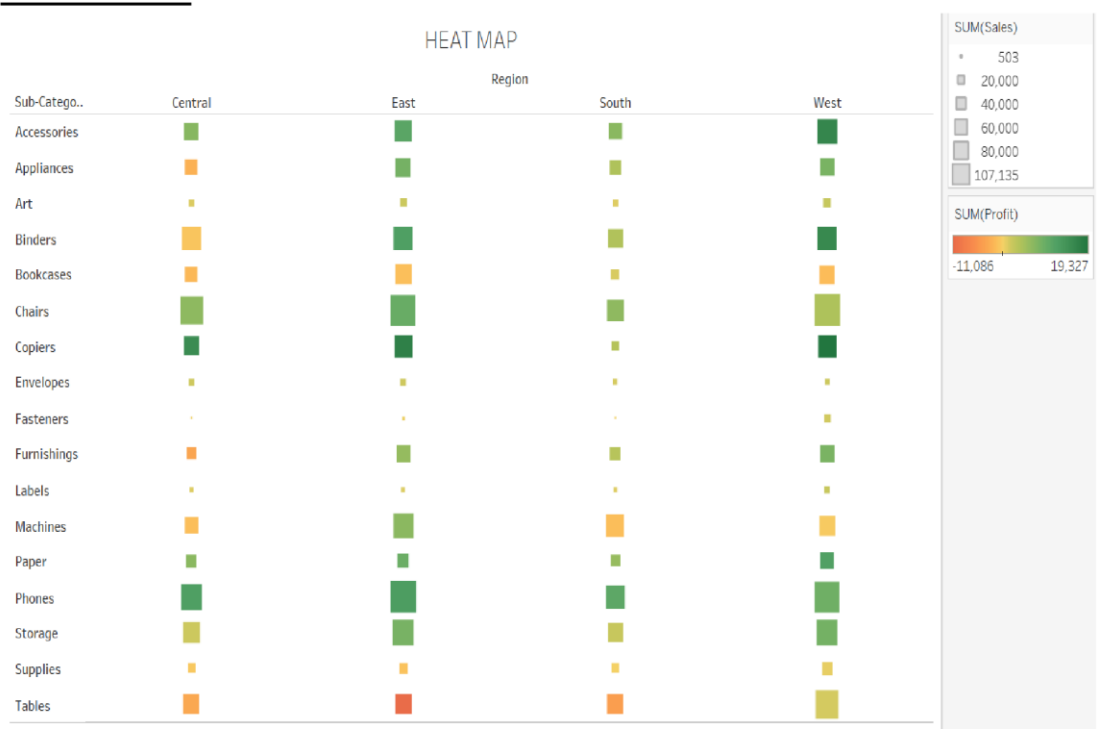 HEAT MAP
Region
Sub-Catego.. Central East South West
Accessories
Appliances
Art
Binders
Bookcases
Chairs
Copiers
Envelopes
Fasteners
Furnishings
Labels
Machines
Paper
Phones
Storage
Supplies
Tables
SUM(Sales)
503
20,000
40,000
60,000
80,000
107,135
SUM(Profit)
-11,086 19,327